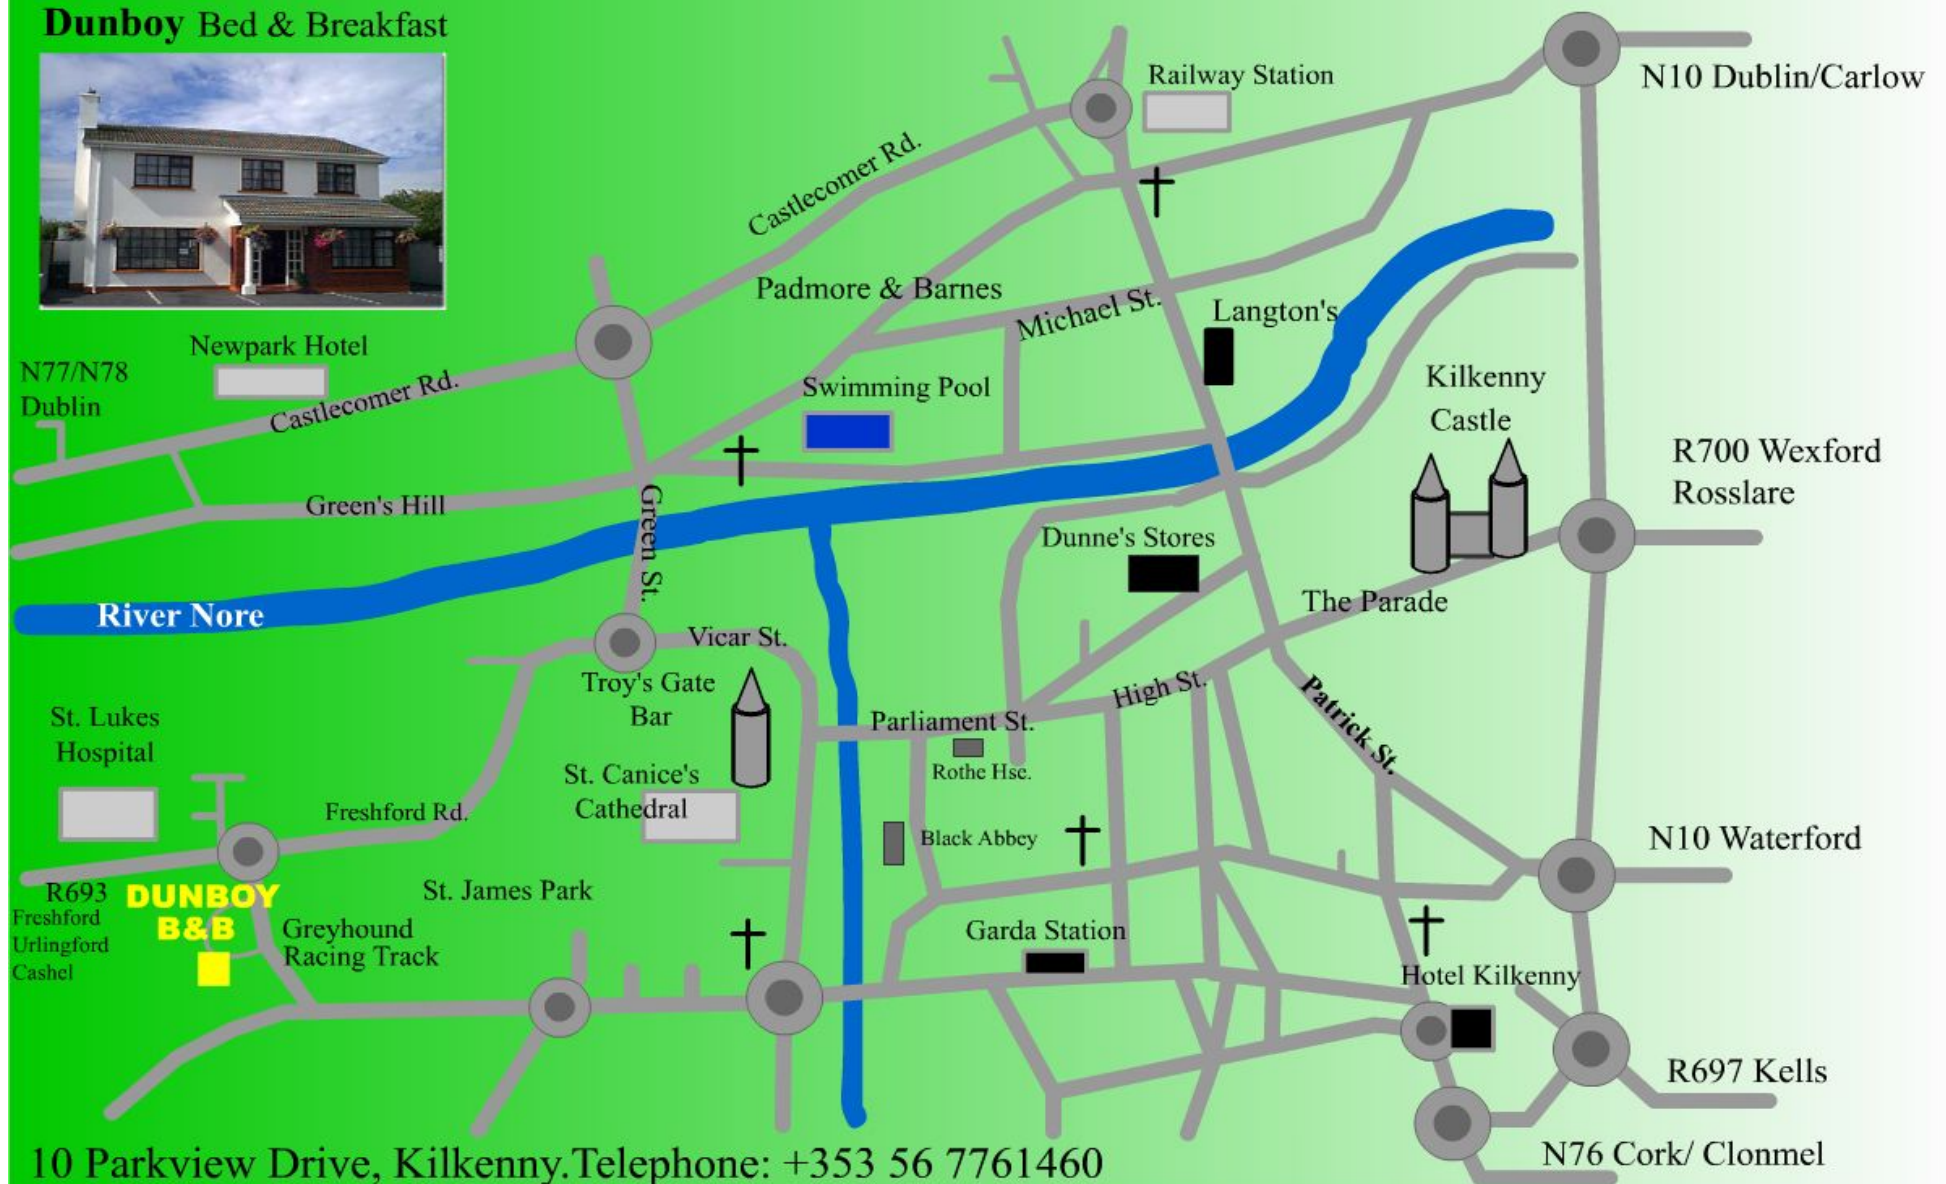 Dunboy Bed & Breakfast
Railway Station
N10 Dublin/Carlow
Castlecomer Rd.
Padmore & Barnes
Michael St.
Langton's
Newpark Hotel
N77/N78
Dublin
Castlecomer Rd.
Swimming Pool
Kilkenny
Castle
R700 Wexford
Rosslare
Green's Hill
Green St.
Dunne's Stores
River Nore
The Parade
Vicar St.
Troy's Gate
Bar
High St.
Patrick St.
St. Lukes
Hospital
Parliament St.
Rothe Hse.
St. Canice's
Cathedral
Freshford Rd.
Black Abbey
N10 Waterford
R693
Freshford
Urlingford
Cashel
DUNBOY
B&B
St. James Park
Greyhound
Racing Track
Garda Station
Hotel Kilkenny
R697 Kells
N76 Cork/ Clonmel
10 Parkview Drive, Kilkenny.Telephone: +353 56 7761460